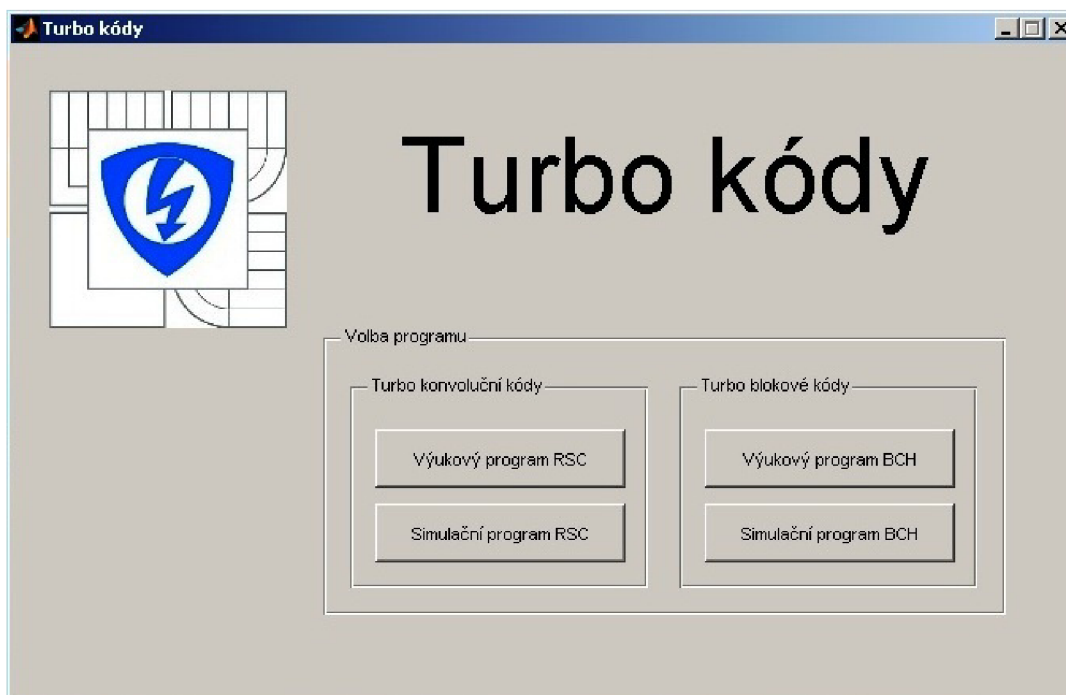 Turbo kódy
Turbo kódy
Volba programu
Turbo konvoluční kódy
Turbo blokové kódy
Výukový program RSC
Výukový program BCH
Simulační program RSC
Simulační program BCH